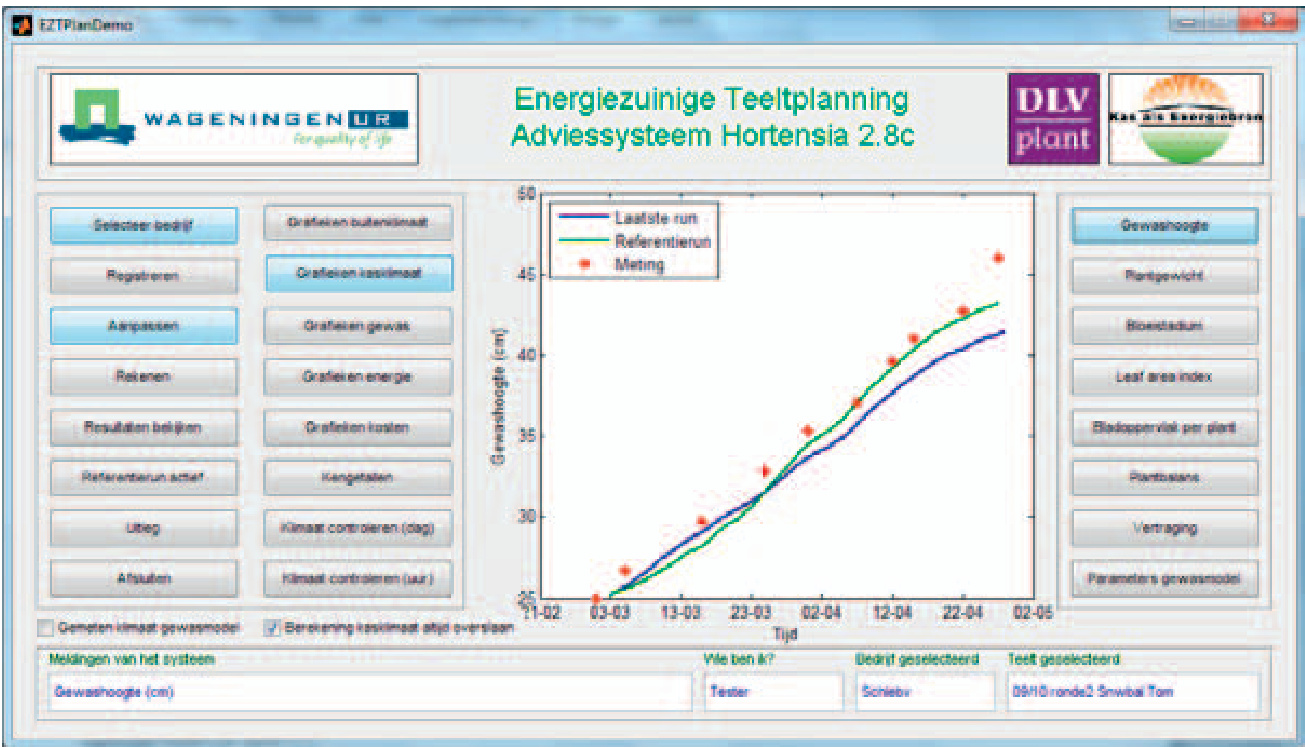 EZTPlanDemo
WAGENINGEN UR
For quality of life
Energiezuinige Teeltplanning
Adviessysteem Hortensia 2.8c
DLV
plant
Kas als Energiebron
Selecteer bedrijf
Registreren
Aanpassen
Rekenen
Resultaten bekijken
Referentierun actief
Uitleg
Afsluiten
Grafieken buitenklimaat
Grafieken kasklimaat
Grafieken gewas
Grafieken energie
Grafieken kosten
Kengetallen
Klimaat controleren (dag)
Klimaat controleren (uur)
Laatste run
Referentierun
Meting
Gewashoogte (cm)
50
45
40
35
30
25
21-02
03-03
13-03
23-03
02-04
12-04
22-04
02-05
Tijd
Gewashoogte
Plantgewicht
Bloeistadium
Leaf area index
Bladoppervlak per plant
Plantbalans
Vertraging
Parameters gewasmodel
Gemeten klimaat gewasmodel
Berekening kasklimaat altijd overslaan
Meldingen van het systeem
Gewashoogte (cm)
Wie ben ik?
Tester
Bedrijf geselecteerd
Schiebv
Teelt geselecteerd
09/10 ronde2 Snwbal Tom